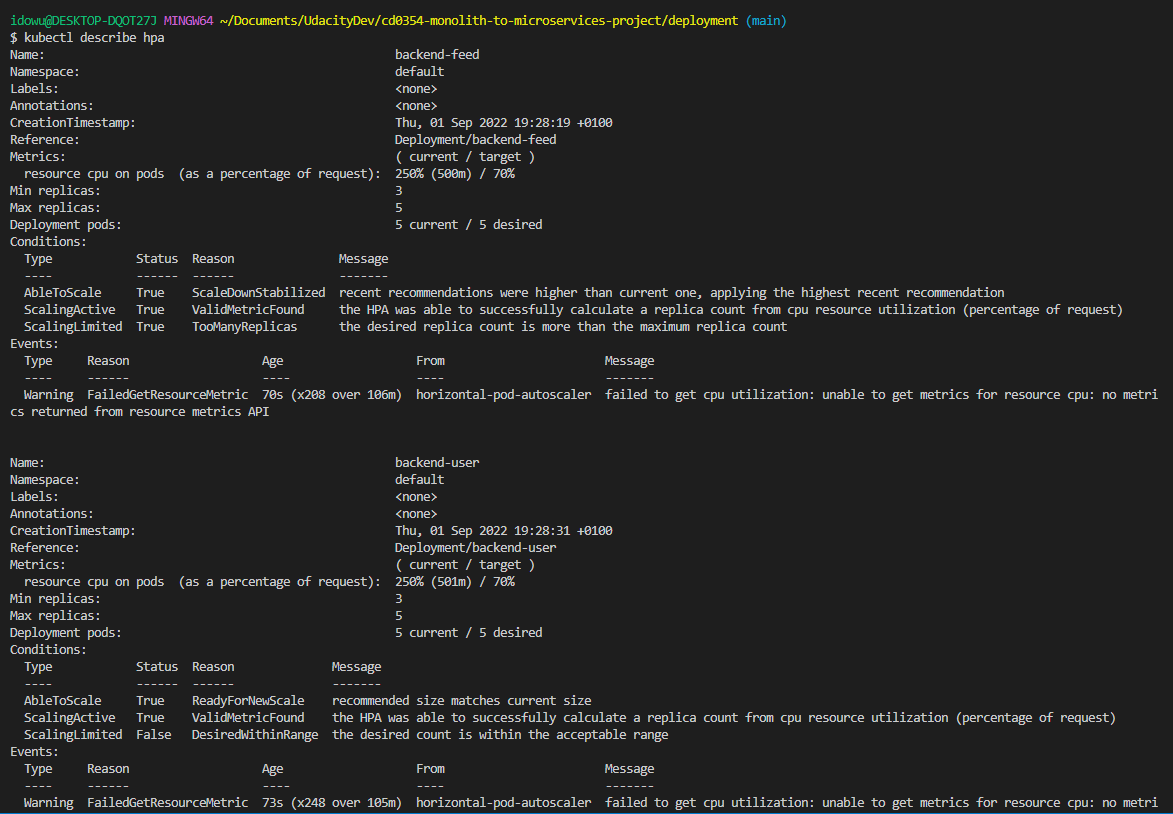 idowu@DESKTOP-DQOT27J MINGW64 ~/Documents/UdacityDev/cd0354-monolith-to-microservices-project/deployment (main)
$ kubectl describe hpa
Name:                                                  backend-feed
Namespace:                                             default
Labels:                                                <none>
Annotations:                                           <none>
CreationTimestamp:                                     Thu, 01 Sep 2022 19:28:19 +0100
Reference:                                             Deployment/backend-feed
Metrics:                                               ( current / target )
  resource cpu on pods  (as a percentage of request):  250% (500m) / 70%
Min replicas:                                          3
Max replicas:                                          5
Deployment pods:                                       5 current / 5 desired
Conditions:
  Type            Status  Reason               Message
  ----            ------  ------               -------
  AbleToScale     True    ScaleDownStabilized  recent recommendations were higher than current one, applying the highest recent recommendation
  ScalingActive   True    ValidMetricFound     the HPA was able to successfully calculate a replica count from cpu resource utilization (percentage of request)
  ScalingLimited  True    TooManyReplicas      the desired replica count is more than the maximum replica count
Events:
  Type     Reason                   Age                   From                       Message
  ----     ------                   ----                  ----                       -------
  Warning  FailedGetResourceMetric  70s (x208 over 106m)  horizontal-pod-autoscaler  failed to get cpu utilization: unable to get metrics for resource cpu: no metri
cs returned from resource metrics API
Name:                                                  backend-user
Namespace:                                             default
Labels:                                                <none>
Annotations:                                           <none>
CreationTimestamp:                                     Thu, 01 Sep 2022 19:28:31 +0100
Reference:                                             Deployment/backend-user
Metrics:                                               ( current / target )
  resource cpu on pods  (as a percentage of request):  250% (501m) / 70%
Min replicas:                                          3
Max replicas:                                          5
Deployment pods:                                       5 current / 5 desired
Conditions:
  Type            Status  Reason              Message
  ----            ------  ------              -------
  AbleToScale     True    ReadyForNewScale    recommended size matches current size
  ScalingActive   True    ValidMetricFound    the HPA was able to successfully calculate a replica count from cpu resource utilization (percentage of request)
  ScalingLimited  False   DesiredWithinRange  the desired count is within the acceptable range
Events:
  Type     Reason                   Age                   From                       Message
  ----     ------                   ----                  ----                       -------
  Warning  FailedGetResourceMetric  73s (x248 over 105m)  horizontal-pod-autoscaler  failed to get cpu utilization: unable to get metrics for resource cpu: no metri